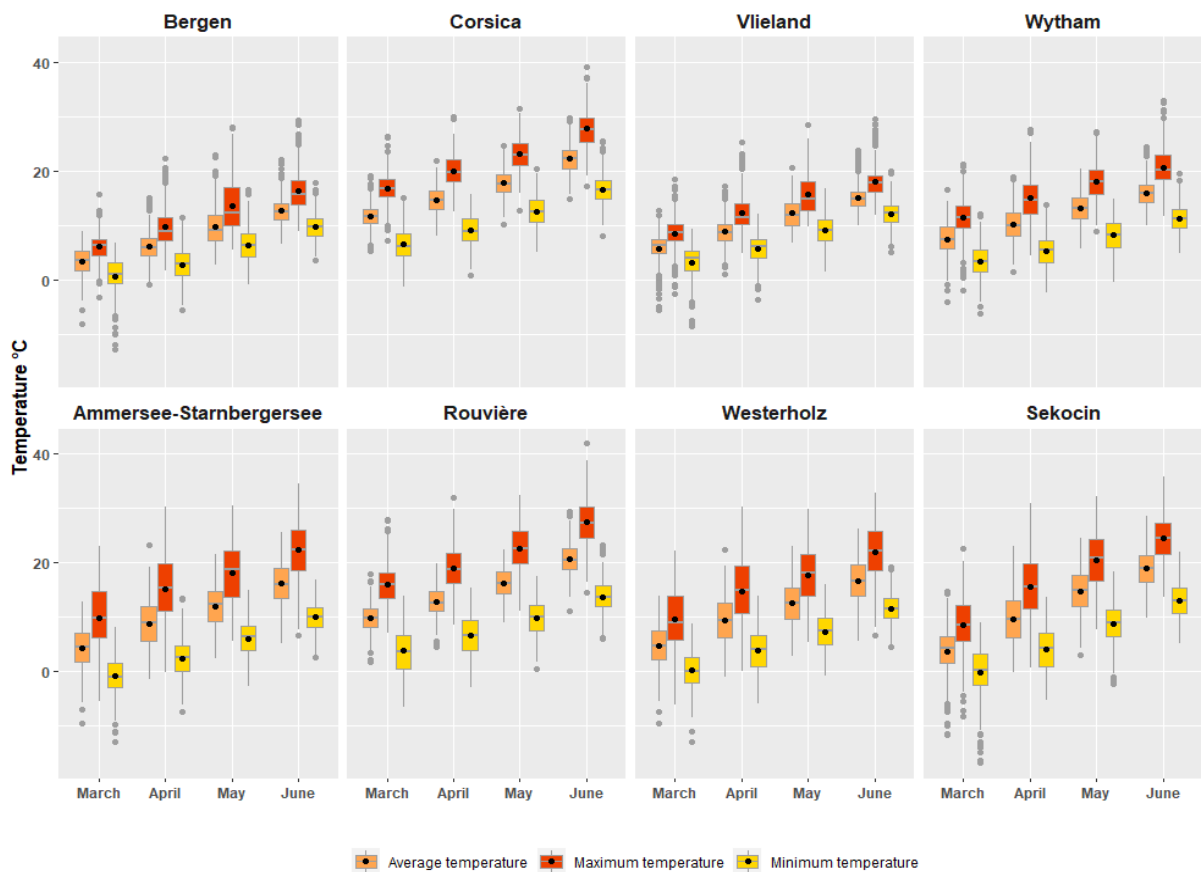 Bergen Corsica Vlieland Wytham
40
20
0
Temperature °C
Ammersee-Starnbergersee Rouvière Westerholz Sekocin
40
20
0
March April May June March April May June March April May June March April May June
Average temperature Maximum temperature Minimum temperature